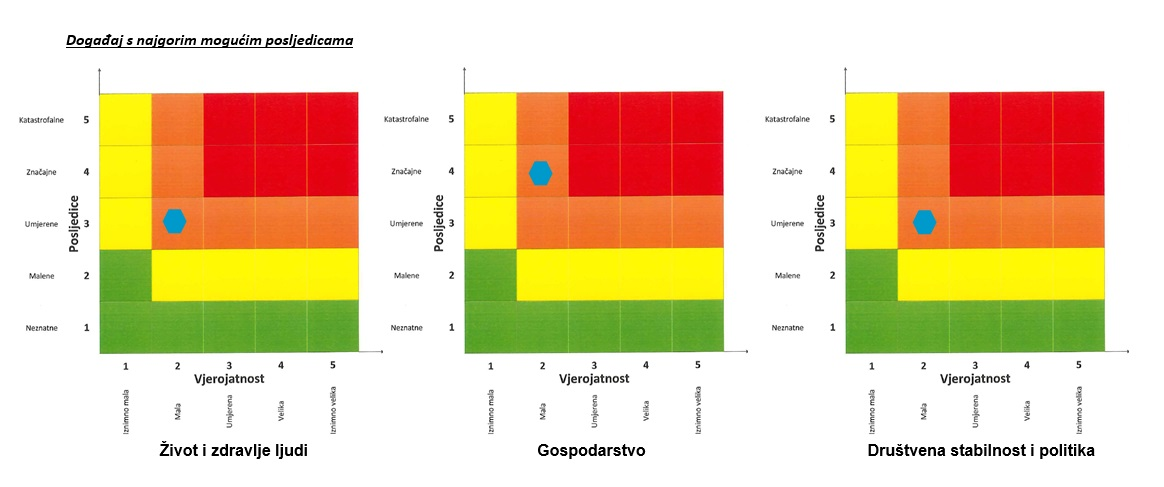 Događaj s najgorim mogućim posljedicama
Posljedice
Katastrofalne 5
Značajne 4
Umjerene 3
Malene 2
Neznatne 1
1 2 3 4 5
Vjerojatnost
Iznimno mala
Mala
Umjerena
Velika
Iznimno velika
Život i zdravlje ljudi
Posljedice
Katastrofalne 5
Značajne 4
Umjerene 3
Malene 2
Neznatne 1
1 2 3 4 5
Vjerojatnost
Iznimno mala
Mala
Umjerena
Velika
Iznimno velika
Gospodarstvo
Posljedice
Katastrofalne 5
Značajne 4
Umjerene 3
Malene 2
Neznatne 1
1 2 3 4 5
Vjerojatnost
Iznimno mala
Mala
Umjerena
Velika
Iznimno velika
Društvena stabilnost i politika